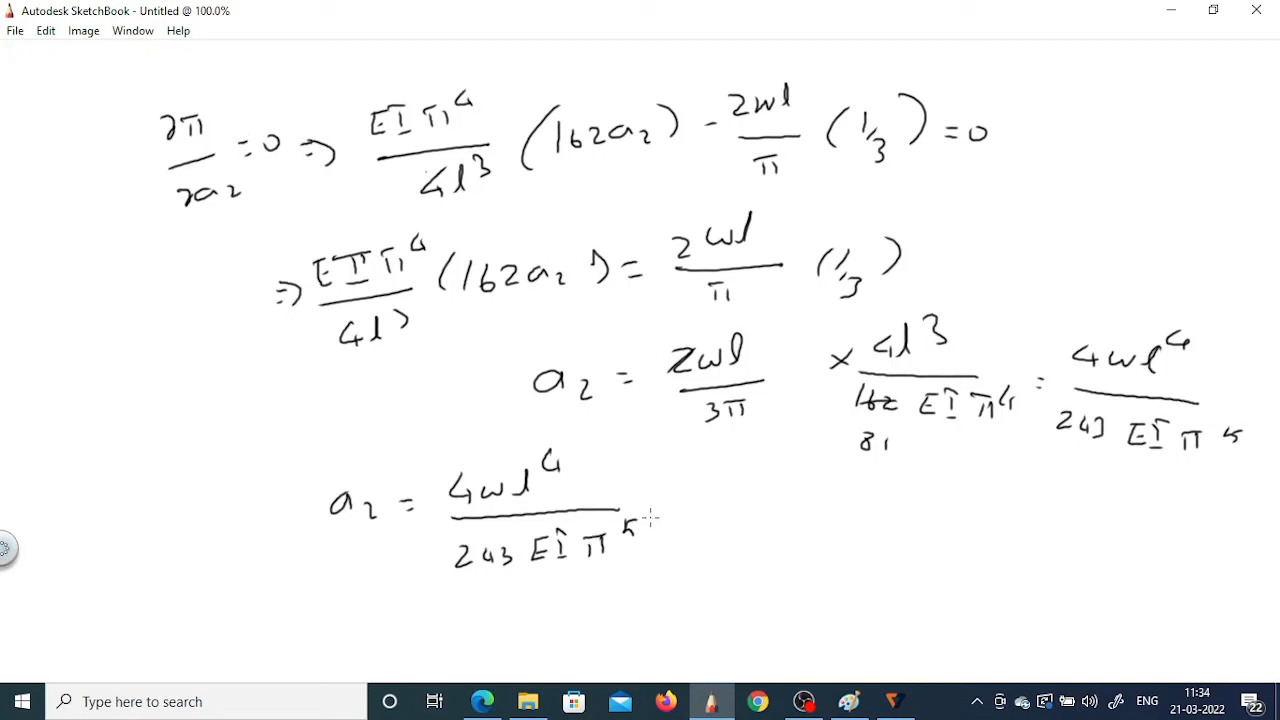 Autodesk SketchBook - Untitled @ 100.0%
File Edit Image Window Help
∂π/∂a₂ = 0 ⇒ EIπ⁴/4l³ (162a₂) - 2wl/π (1/3) = 0
⇒ EIπ⁴/4l³ (162a₂) = 2wl/π (1/3)
a₂ = 2wl/3π × 4l³/162 EIπ⁴ = 4wl⁴/243 EIπ⁵
81
a₂ = 4wl⁴/243 EIπ⁵
Type here to search
ENG
11:34
21-03-2022
22